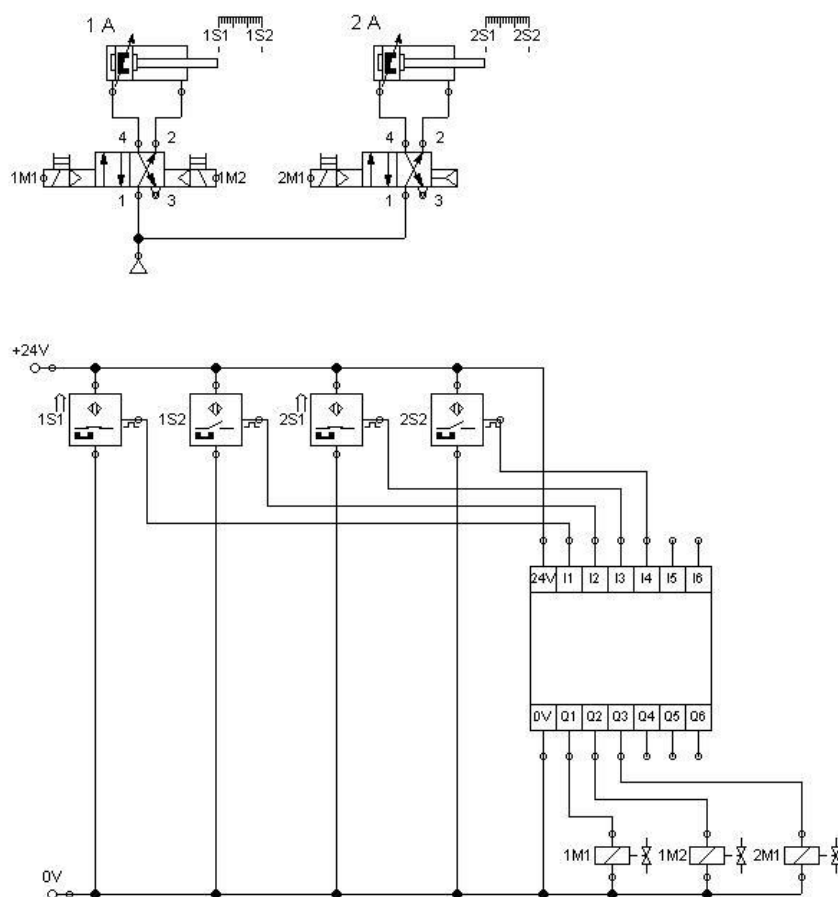 1 A 1S1 1S2 2 A 2S1 2S2
4 2 4 2
1M1 1M2 2M1
1 3 1 3
+24V
1S1 1S2 2S1 2S2
24V I1 I2 I3 I4 I5 I6
0V Q1 Q2 Q3 Q4 Q5 Q6
1M1 1M2 2M1
0V